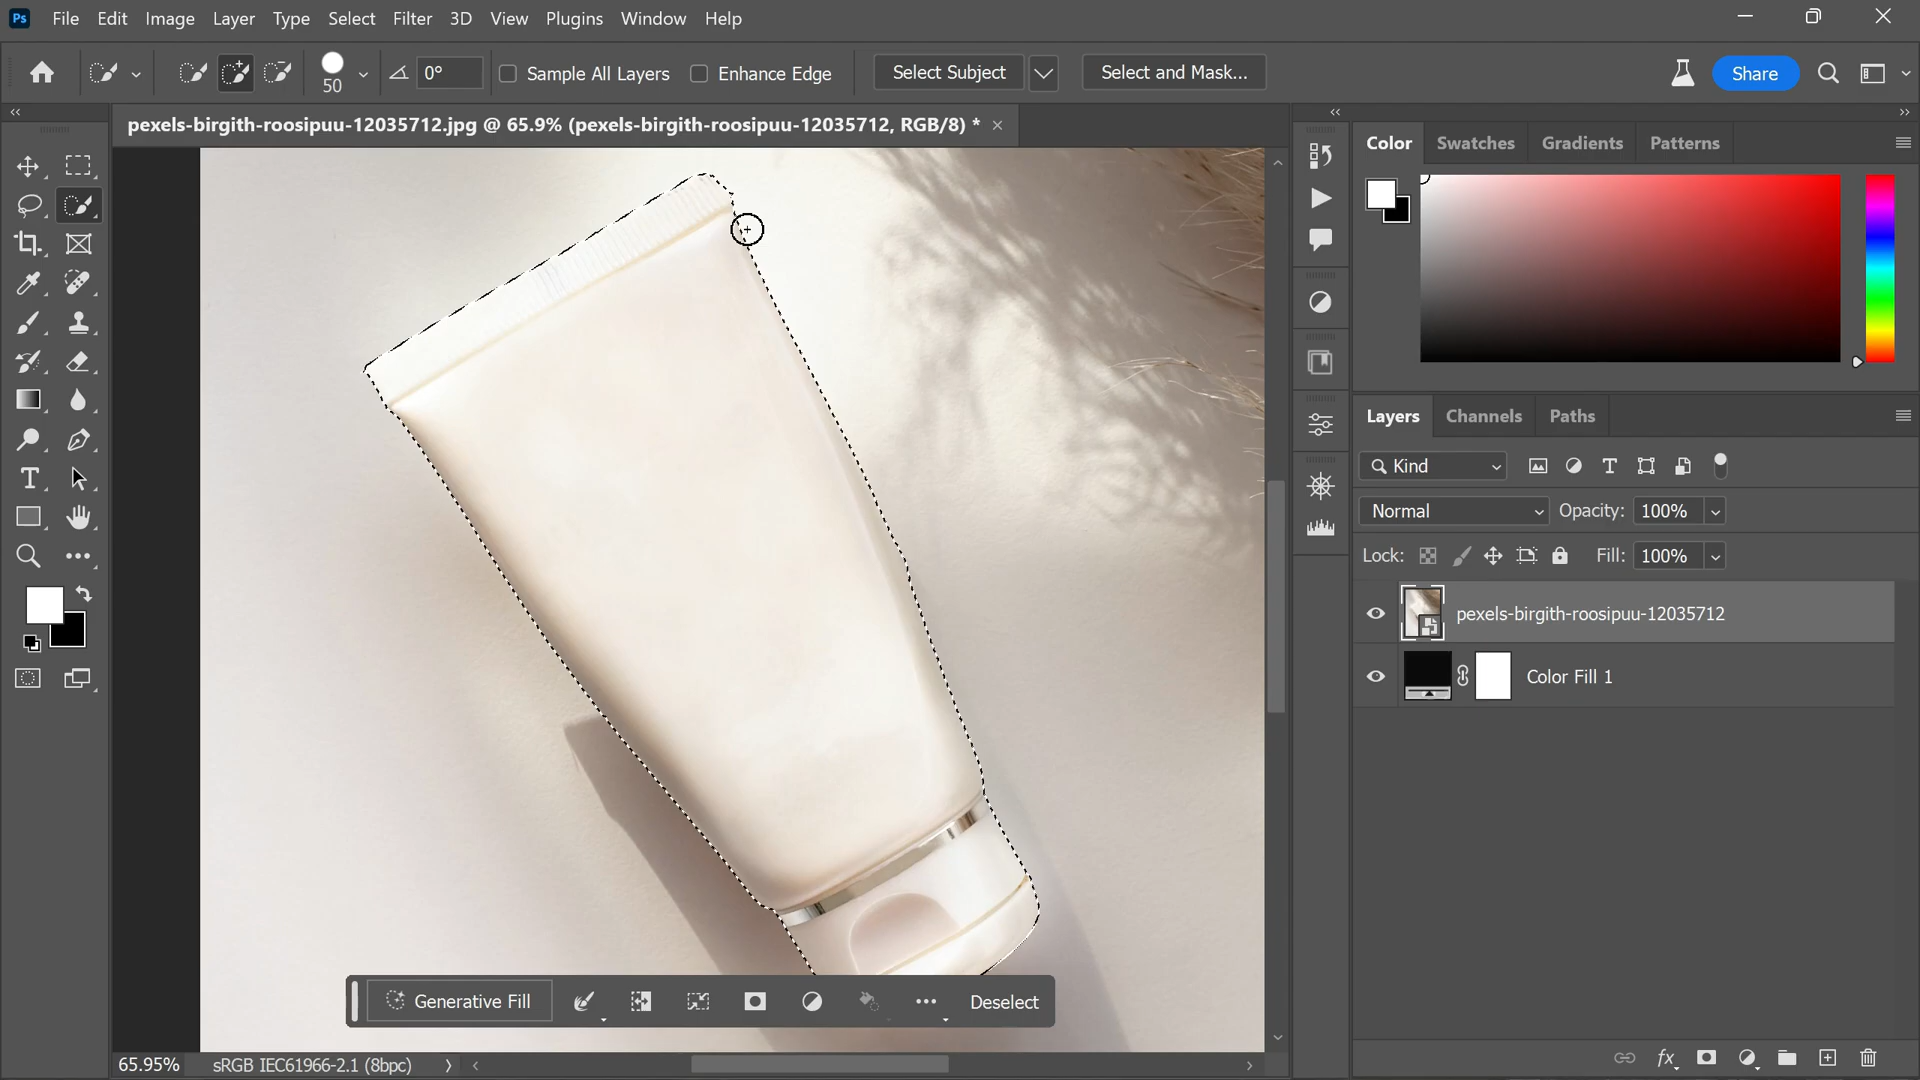 Ps File Edit Image Layer Type Select Filter 3D View Plugins Window Help
50 0° Sample All Layers Enhance Edge Select Subject Select and Mask... Share
pexels-birgith-roosipuu-12035712.jpg @ 65.9% (pexels-birgith-roosipuu-12035712, RGB/8) *
Color Swatches Gradients Patterns
Layers Channels Paths
Kind
Normal Opacity: 100%
Lock: Fill: 100%
pexels-birgith-roosipuu-12035712
Color Fill 1
Generative Fill Deselect
65.95% sRGB IEC61966-2.1 (8bpc)
fx